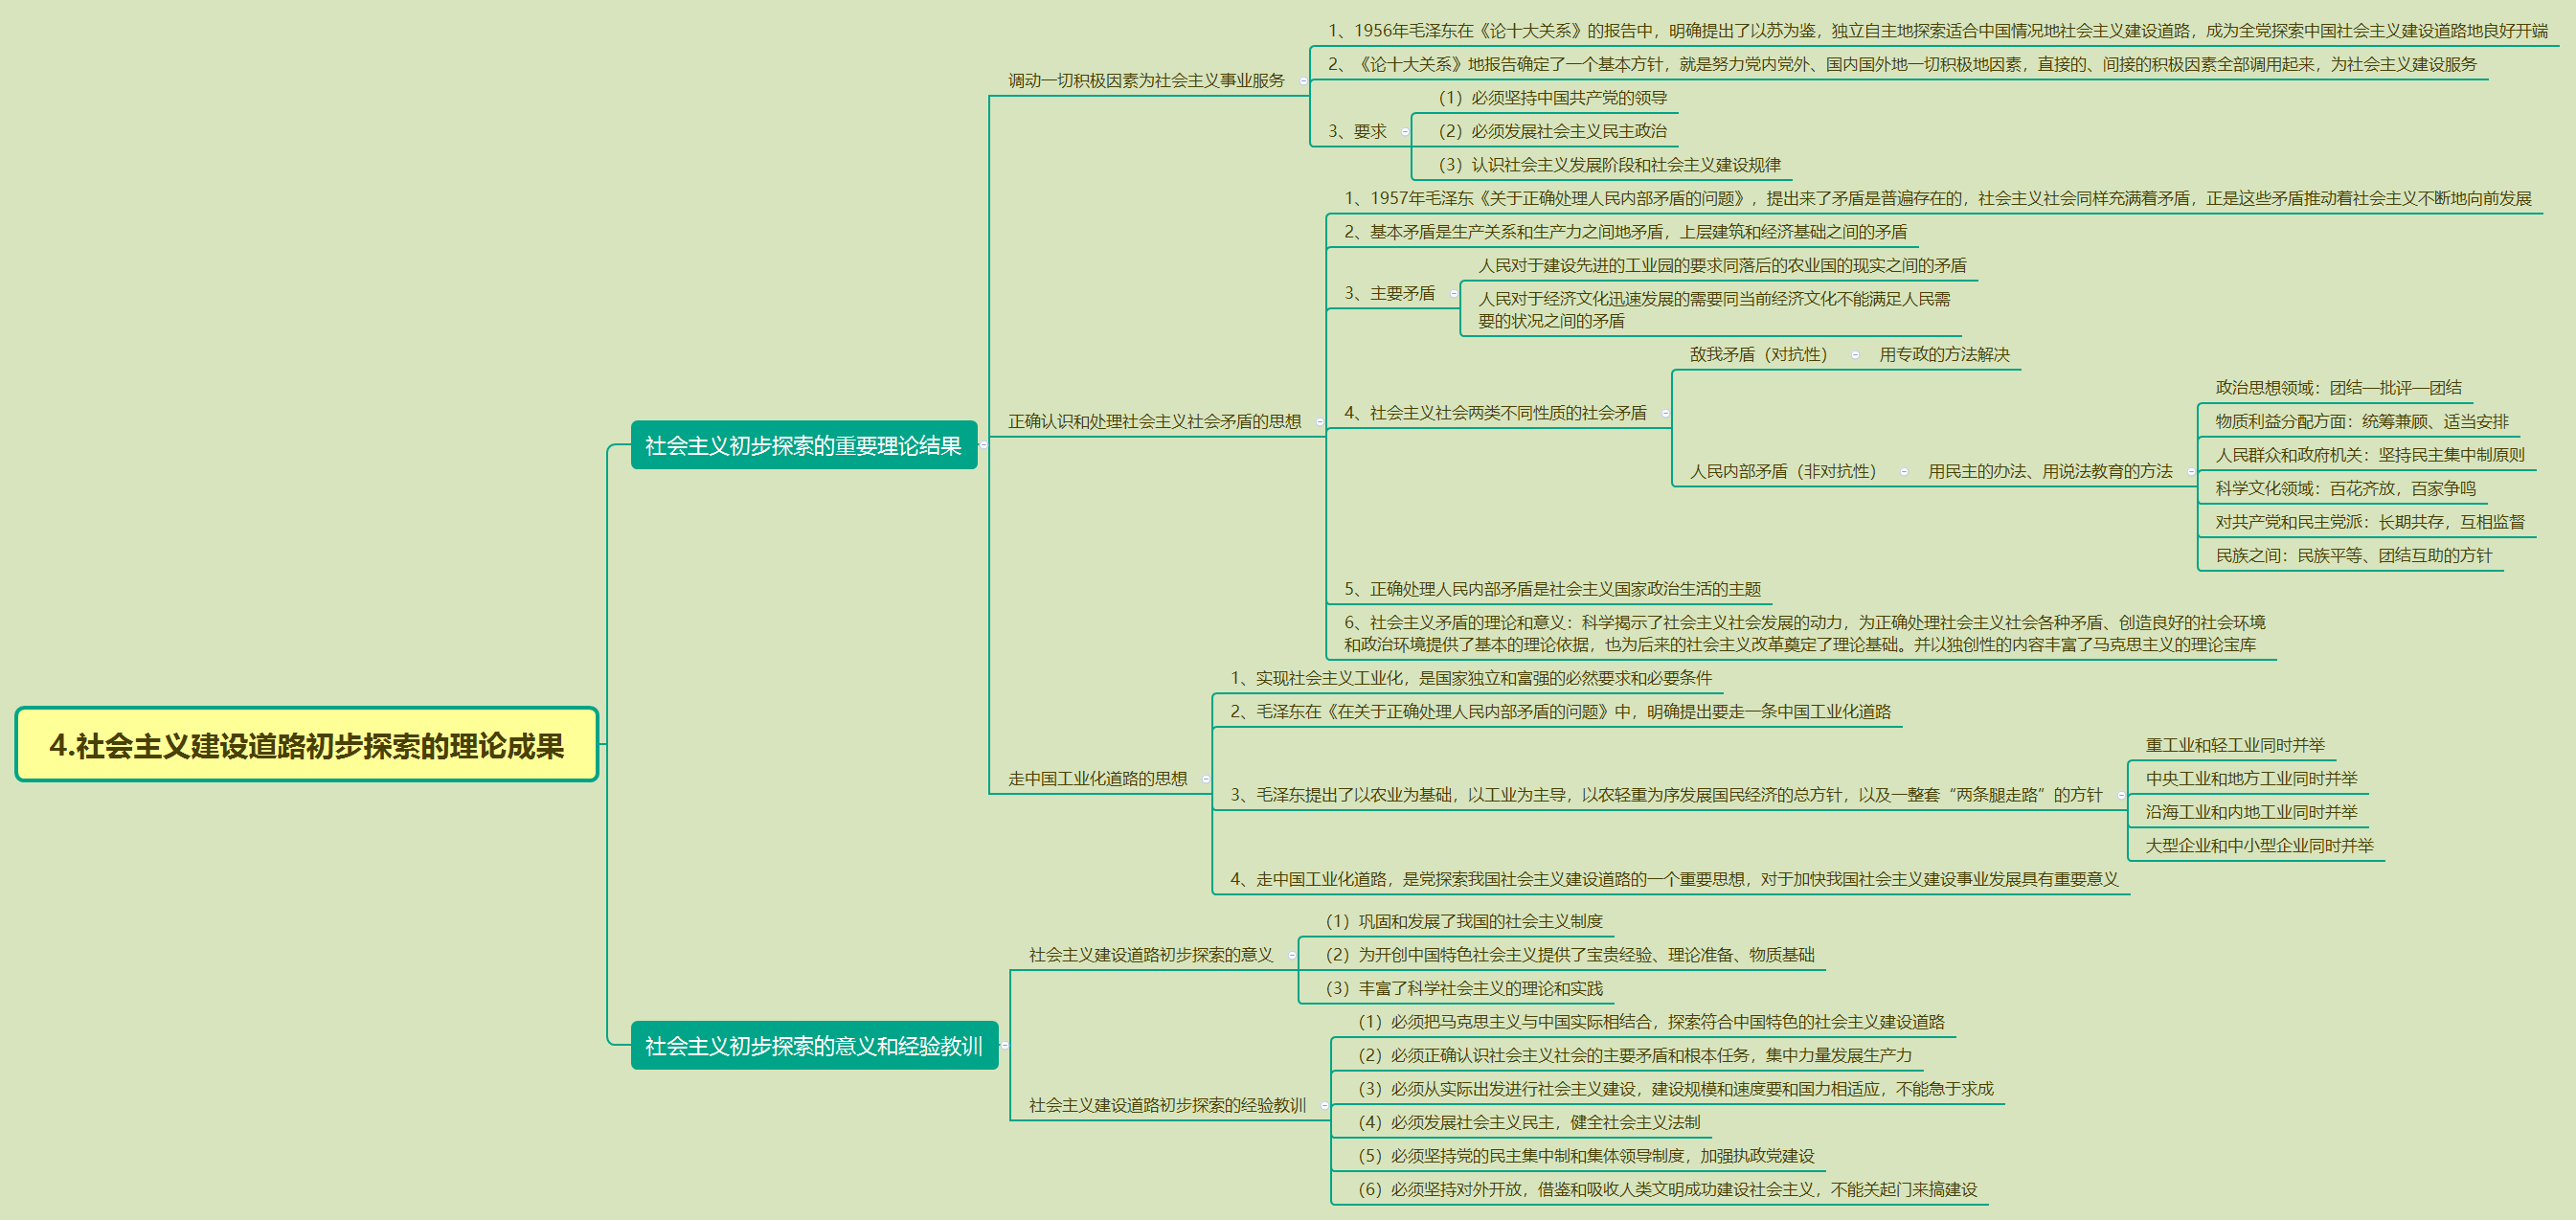 4.社会主义建设道路初步探索的理论成果
社会主义初步探索的重要理论结果
调动一切积极因素为社会主义事业服务
1、1956年毛泽东在《论十大关系》的报告中，明确提出了以苏为鉴，独立自主地探索适合中国情况地社会主义建设道路，成为全党探索中国社会主义建设道路地良好开端
2、《论十大关系》地报告确定了一个基本方针，就是努力党内党外、国内国外地一切积极地因素，直接的、间接的积极因素全部调用起来，为社会主义建设服务
3、要求
（1）必须坚持中国共产党的领导
（2）必须发展社会主义民主政治
（3）认识社会主义发展阶段和社会主义建设规律
正确认识和处理社会主义社会矛盾的思想
1、1957年毛泽东《关于正确处理人民内部矛盾的问题》，提出来了矛盾是普遍存在的，社会主义社会同样充满着矛盾，正是这些矛盾推动着社会主义不断地向前发展
2、基本矛盾是生产关系和生产力之间地矛盾，上层建筑和经济基础之间的矛盾
3、主要矛盾
人民对于建设先进的工业园的要求同落后的农业国的现实之间的矛盾
人民对于经济文化迅速发展的需要同当前经济文化不能满足人民需
要的状况之间的矛盾
4、社会主义社会两类不同性质的社会矛盾
敌我矛盾（对抗性）
用专政的方法解决
人民内部矛盾（非对抗性）
用民主的办法、用说法教育的方法
政治思想领域：团结—批评—团结
物质利益分配方面：统筹兼顾、适当安排
人民群众和政府机关：坚持民主集中制原则
科学文化领域：百花齐放，百家争鸣
对共产党和民主党派：长期共存，互相监督
民族之间：民族平等、团结互助的方针
5、正确处理人民内部矛盾是社会主义国家政治生活的主题
6、社会主义矛盾的理论和意义：科学揭示了社会主义社会发展的动力，为正确处理社会主义社会各种矛盾、创造良好的社会环境
和政治环境提供了基本的理论依据，也为后来的社会主义改革奠定了理论基础。并以独创性的内容丰富了马克思主义的理论宝库
走中国工业化道路的思想
1、实现社会主义工业化，是国家独立和富强的必然要求和必要条件
2、毛泽东在《在关于正确处理人民内部矛盾的问题》中，明确提出要走一条中国工业化道路
3、毛泽东提出了以农业为基础，以工业为主导，以农轻重为序发展国民经济的总方针，以及一整套“两条腿走路”的方针
重工业和轻工业同时并举
中央工业和地方工业同时并举
沿海工业和内地工业同时并举
大型企业和中小型企业同时并举
4、走中国工业化道路，是党探索我国社会主义建设道路的一个重要思想，对于加快我国社会主义建设事业发展具有重要意义
社会主义初步探索的意义和经验教训
社会主义建设道路初步探索的意义
（1）巩固和发展了我国的社会主义制度
（2）为开创中国特色社会主义提供了宝贵经验、理论准备、物质基础
（3）丰富了科学社会主义的理论和实践
社会主义建设道路初步探索的经验教训
（1）必须把马克思主义与中国实际相结合，探索符合中国特色的社会主义建设道路
（2）必须正确认识社会主义社会的主要矛盾和根本任务，集中力量发展生产力
（3）必须从实际出发进行社会主义建设，建设规模和速度要和国力相适应，不能急于求成
（4）必须发展社会主义民主，健全社会主义法制
（5）必须坚持党的民主集中制和集体领导制度，加强执政党建设
（6）必须坚持对外开放，借鉴和吸收人类文明成功建设社会主义，不能关起门来搞建设